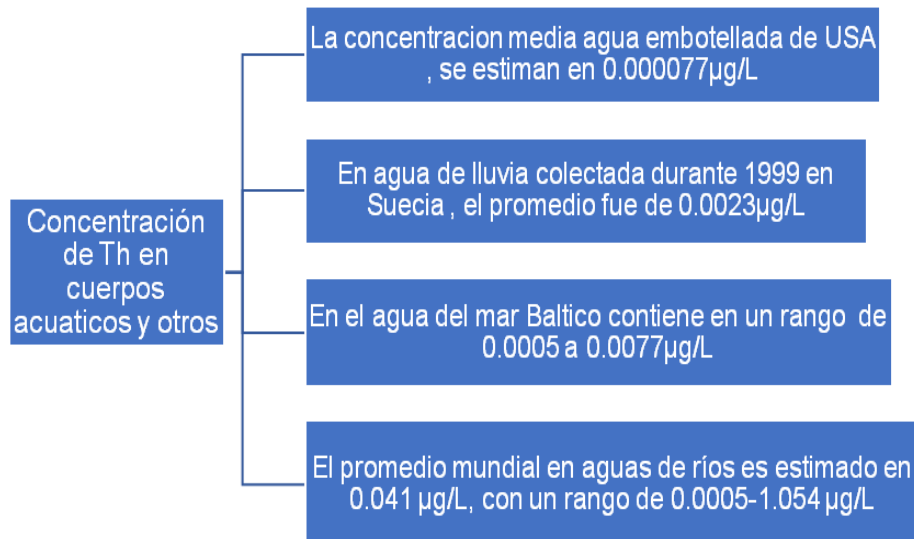 La concentracion media agua embotellada de USA
, se estiman en 0.000077µg/L
En agua de lluvia colectada durante 1999 en
Suecia , el promedio fue de 0.0023µg/L
Concentración
de Th en
cuerpos
acuaticos y otros
En el agua del mar Baltico contiene en un rango de
0.0005 a 0.0077µg/L
El promedio mundial en aguas de ríos es estimado en
0.041 µg/L, con un rango de 0.0005-1.054 µg/L